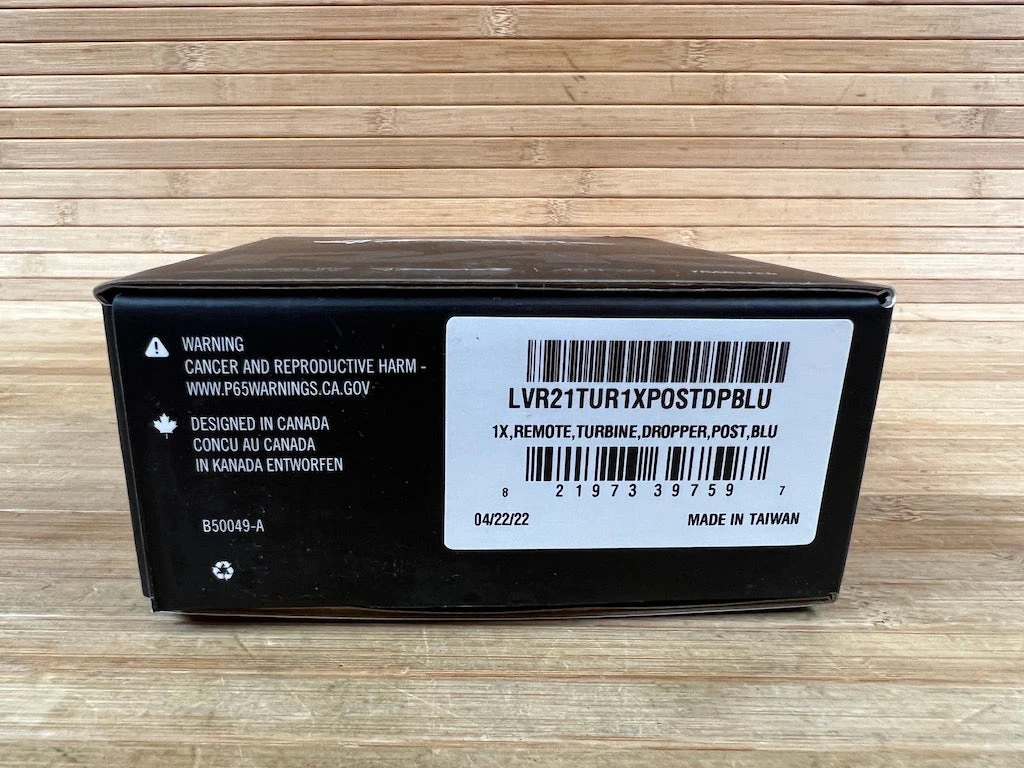 TRANSFER
WARNING
CANCER AND REPRODUCTIVE HARM -
WWW.P65WARNINGS.CA.GOV
DESIGNED IN CANADA
CONCU AU CANADA
IN KANADA ENTWORFEN
B50049-A
LVR21TUR1XPOSTDPBLU
1X,REMOTE,TURBINE,DROPPER,POST,BLU
8 21973 39759 7
04/22/22
MADE IN TAIWAN